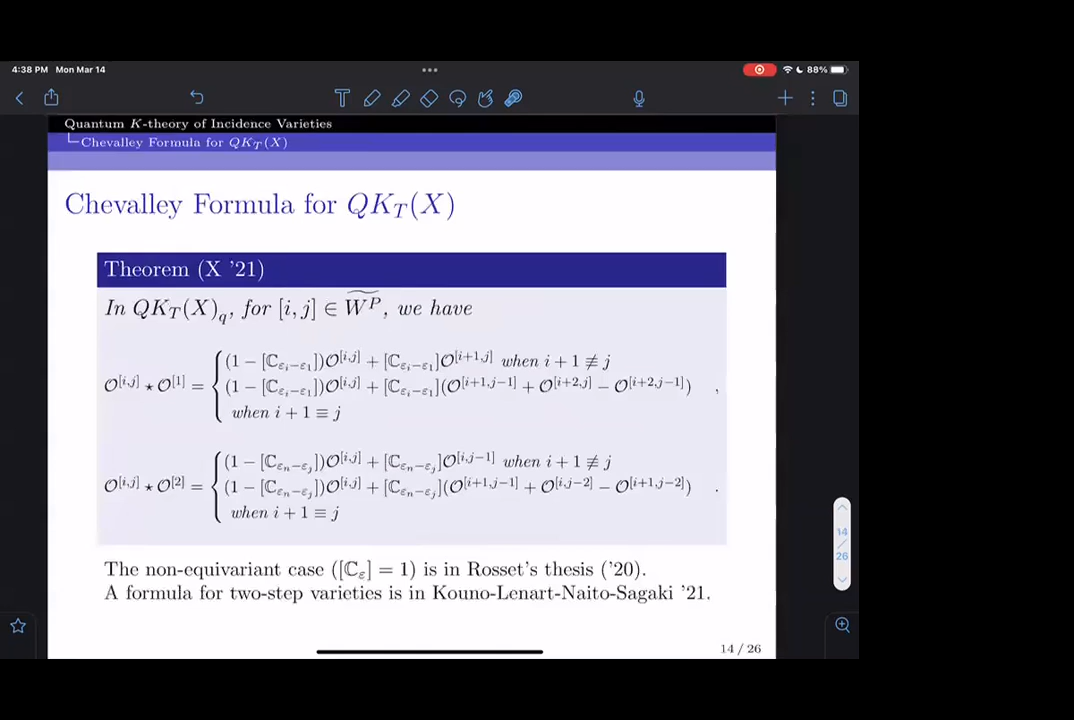 4:38 PM Mon Mar 14
88%
Quantum K-theory of Incidence Varieties
Chevalley Formula for QK_T(X)
Chevalley Formula for QK_T(X)
Theorem (X '21)
In QK_T(X)_q, for [i, j] ∈ \widetilde{W^P}, we have
(1 − [ℂ_{ε_i−ε_1}])𝒪^{[i,j]} + [ℂ_{ε_i−ε_1}]𝒪^{[i+1,j]} when i + 1 ≢ j
𝒪^{[i,j]} ⋆ 𝒪^{[1]} = { (1 − [ℂ_{ε_i−ε_1}])𝒪^{[i,j]} + [ℂ_{ε_i−ε_1}](𝒪^{[i+1,j−1]} + 𝒪^{[i+2,j]} − 𝒪^{[i+2,j−1]}) ,
when i + 1 ≡ j
(1 − [ℂ_{ε_n−ε_j}])𝒪^{[i,j]} + [ℂ_{ε_n−ε_j}]𝒪^{[i,j−1]} when i + 1 ≢ j
𝒪^{[i,j]} ⋆ 𝒪^{[2]} = { (1 − [ℂ_{ε_n−ε_j}])𝒪^{[i,j]} + [ℂ_{ε_n−ε_j}](𝒪^{[i+1,j−1]} + 𝒪^{[i,j−2]} − 𝒪^{[i+1,j−2]}) .
when i + 1 ≡ j
The non-equivariant case ([ℂ_ε] = 1) is in Rosset's thesis ('20).
A formula for two-step varieties is in Kouno-Lenart-Naito-Sagaki '21.
14
/
26
14 / 26